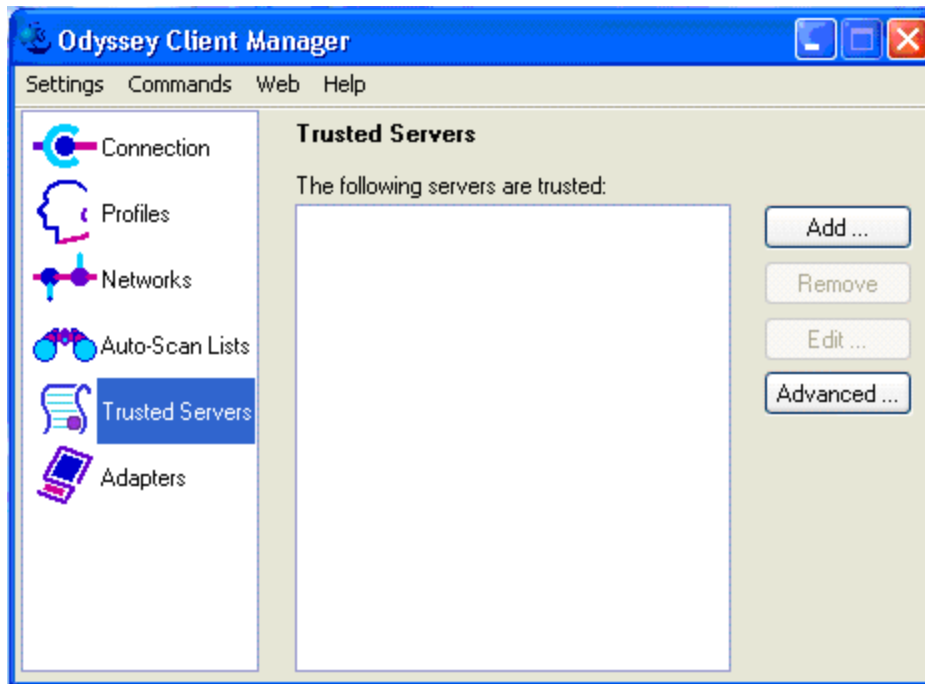 Odyssey Client Manager
Settings Commands Web Help
Connection
Profiles
Networks
Auto-Scan Lists
Trusted Servers
Adapters
Trusted Servers
The following servers are trusted:
Add ...
Remove
Edit ...
Advanced ...